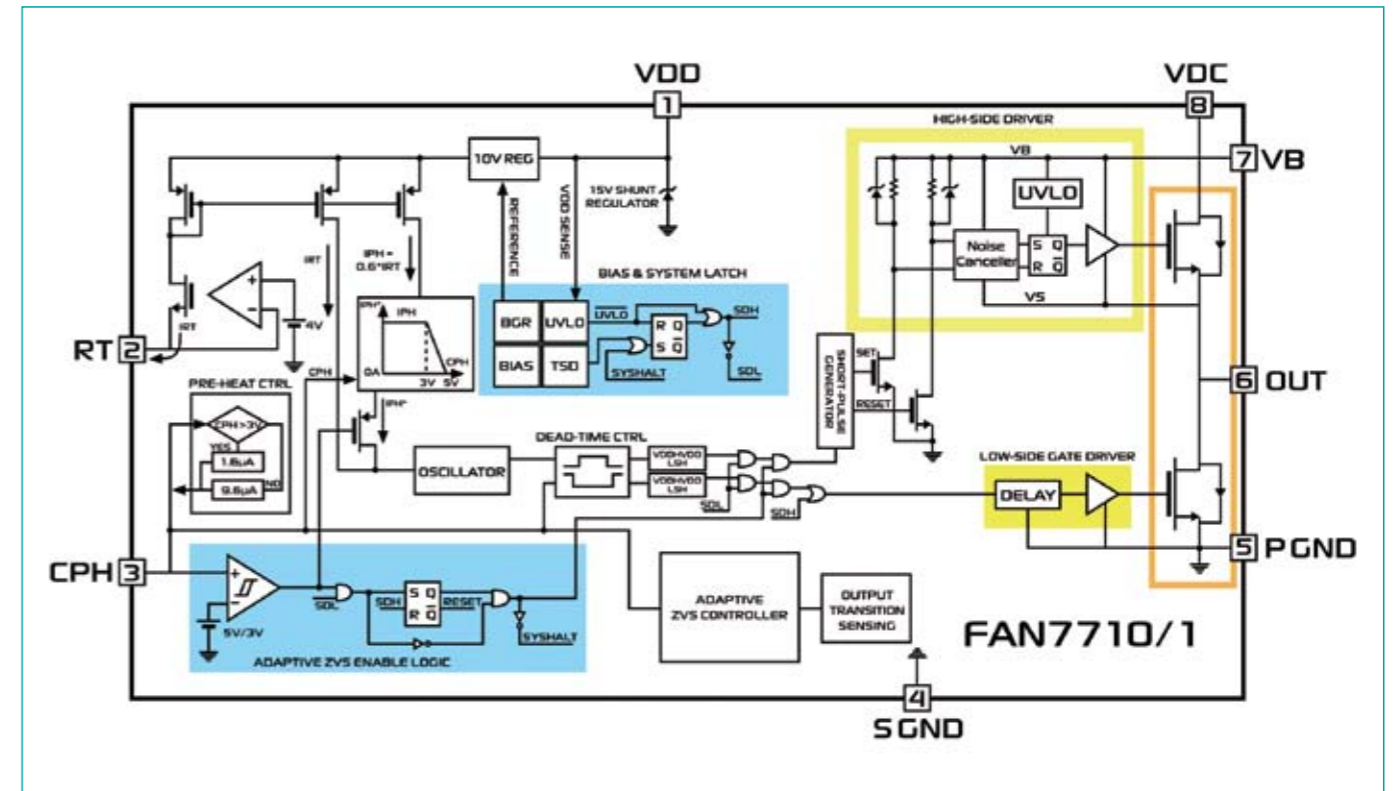 VDD
1
VDC
8
HIGH-SIDE DRIVER
VB
7 VB
10V REG
15V SHUNT
REGULATOR
REFERENCE
VDD SENSE
UVLO
Noise
Canceller
S Q
R Q̅
VS
IRT
IPH =
0.6*IRT
4V
IRT
RT 2
IPH*
IPH
CPH
0A
3V 5V
CPH
IPH*
BIAS & SYSTEM LATCH
BGR
UVLO
BIAS
TSD
UVLO
R Q
S Q̅
SYSHALT
SDH
SDL
SHORT-PULSE
GENERATOR
SET
RESET
6 OUT
PRE-HEAT CTRL
CPH>3V
YES
1.6µA
NO
9.6µA
OSCILLATOR
DEAD-TIME CTRL
VDDH/VDD
LSH
VDDH/VDD
LSH
SDL
SDH
LOW-SIDE GATE DRIVER
DELAY
5 PGND
CPH 3
5V/3V
SDL
SDH
S Q
R Q̅
RESET
SYSHALT
ADAPTIVE ZVS ENABLE LOGIC
ADAPTIVE
ZVS CONTROLLER
OUTPUT
TRANSITION
SENSING
FAN7710/1
4
SGND